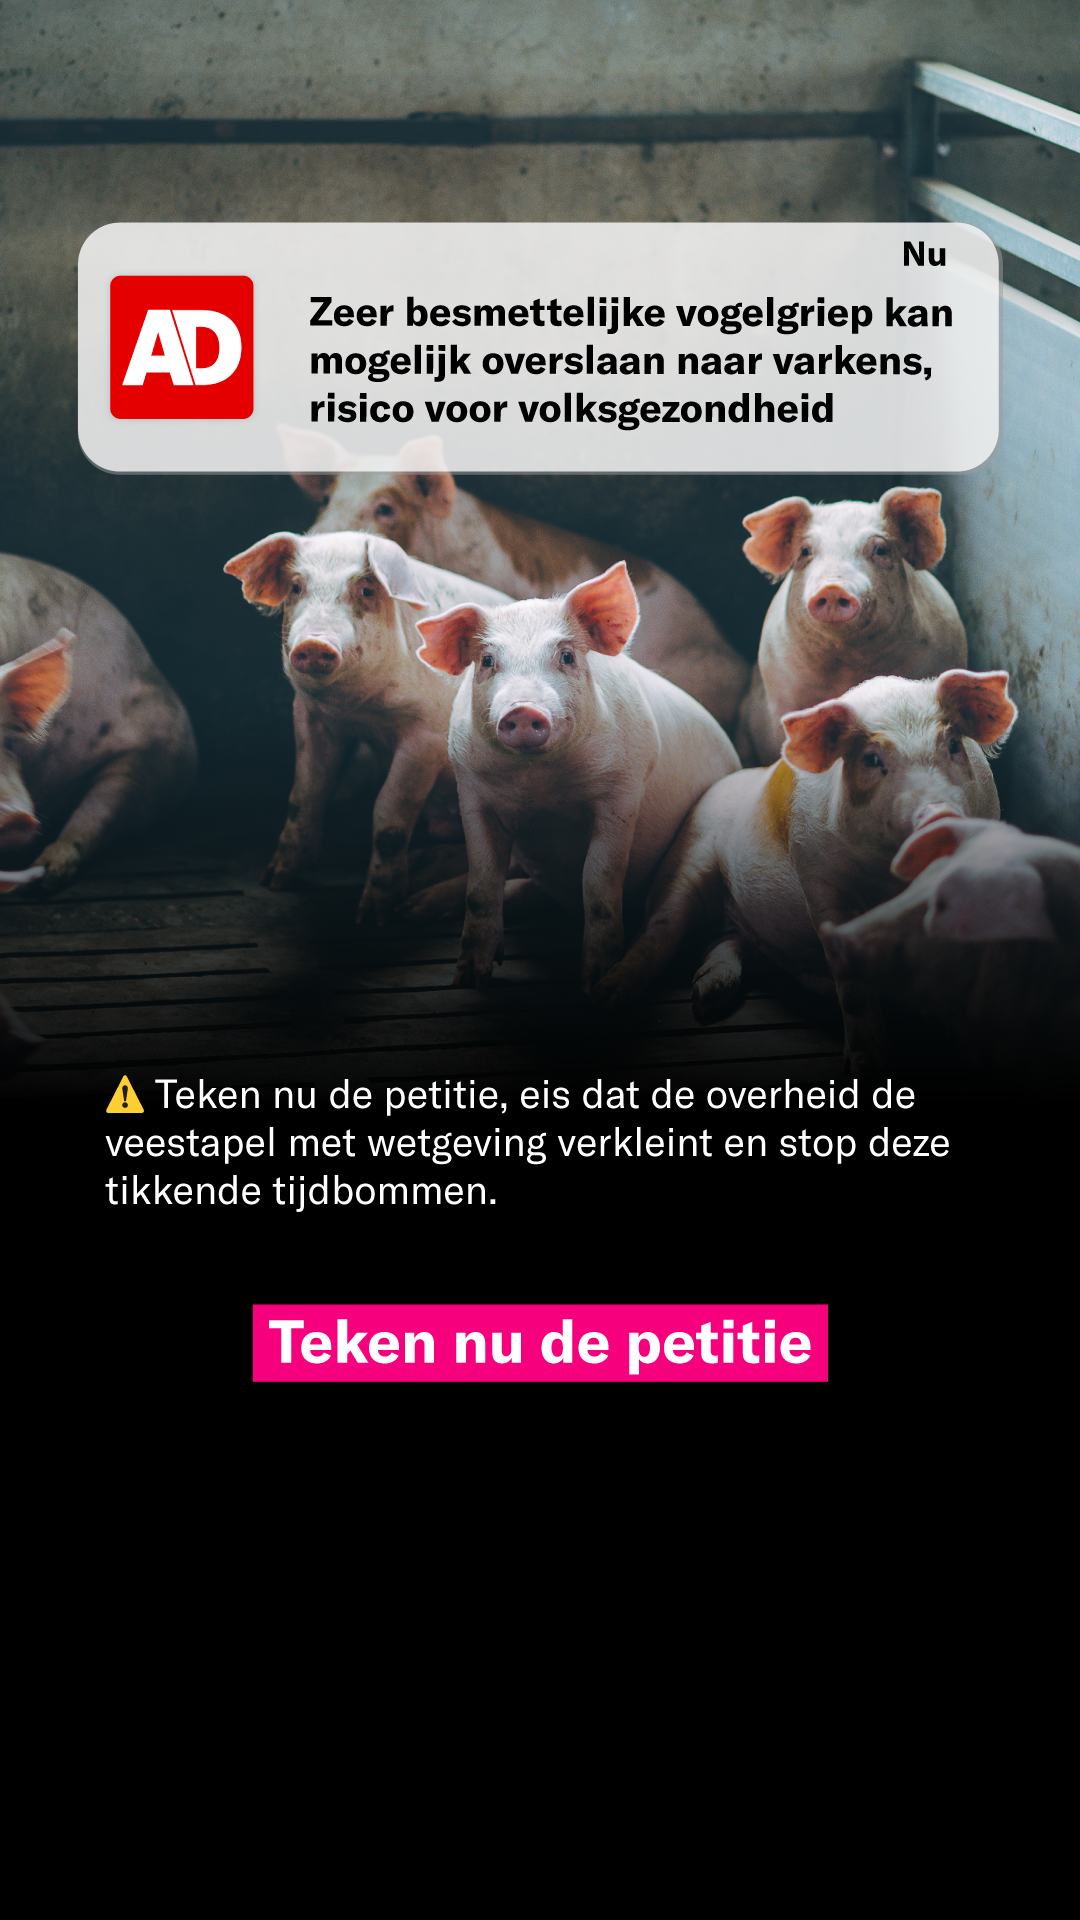 Nu
AD
Zeer besmettelijke vogelgriep kan
mogelijk overslaan naar varkens,
risico voor volksgezondheid
⚠️ Teken nu de petitie, eis dat de overheid de
veestapel met wetgeving verkleint en stop deze
tikkende tijdbommen.
Teken nu de petitie